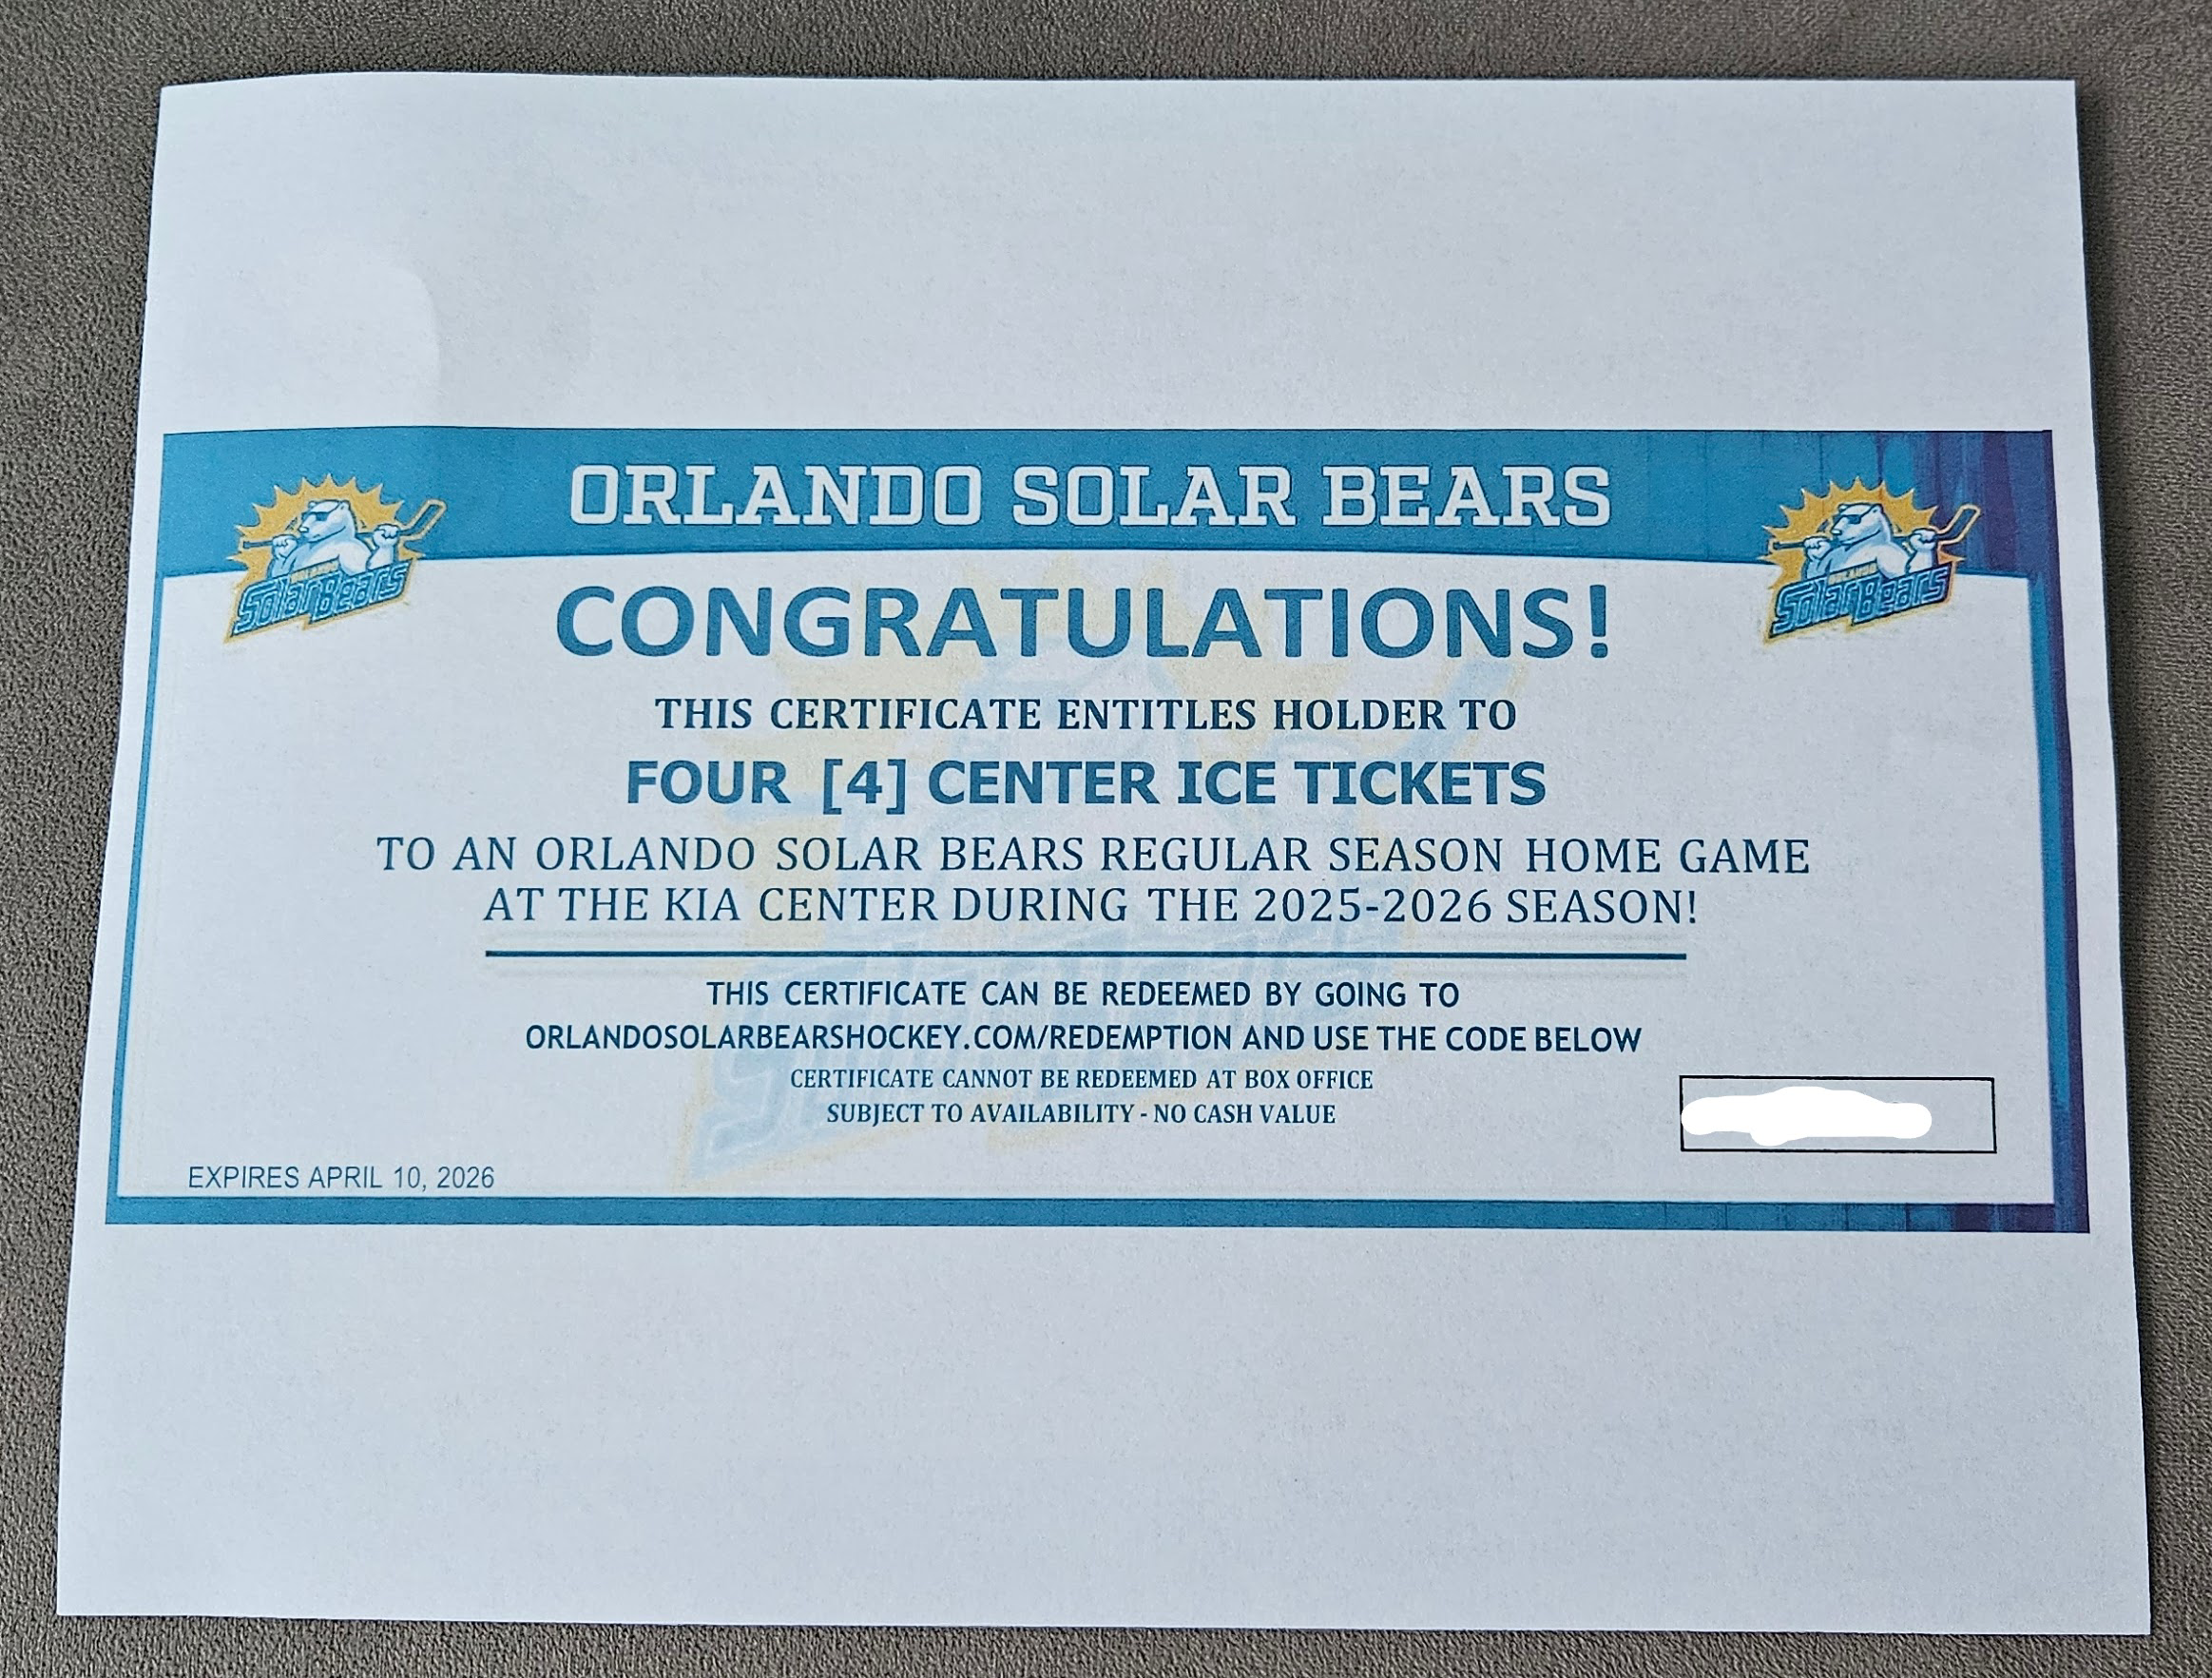 ORLANDO SOLAR BEARS
ORLANDO
SolarBears
ORLANDO
SolarBears
CONGRATULATIONS!
THIS CERTIFICATE ENTITLES HOLDER TO
FOUR [4] CENTER ICE TICKETS
TO AN ORLANDO SOLAR BEARS REGULAR SEASON HOME GAME
AT THE KIA CENTER DURING THE 2025-2026 SEASON!
THIS CERTIFICATE CAN BE REDEEMED BY GOING TO
ORLANDOSOLARBEARSHOCKEY.COM/REDEMPTION AND USE THE CODE BELOW
CERTIFICATE CANNOT BE REDEEMED AT BOX OFFICE
SUBJECT TO AVAILABILITY - NO CASH VALUE
EXPIRES APRIL 10, 2026